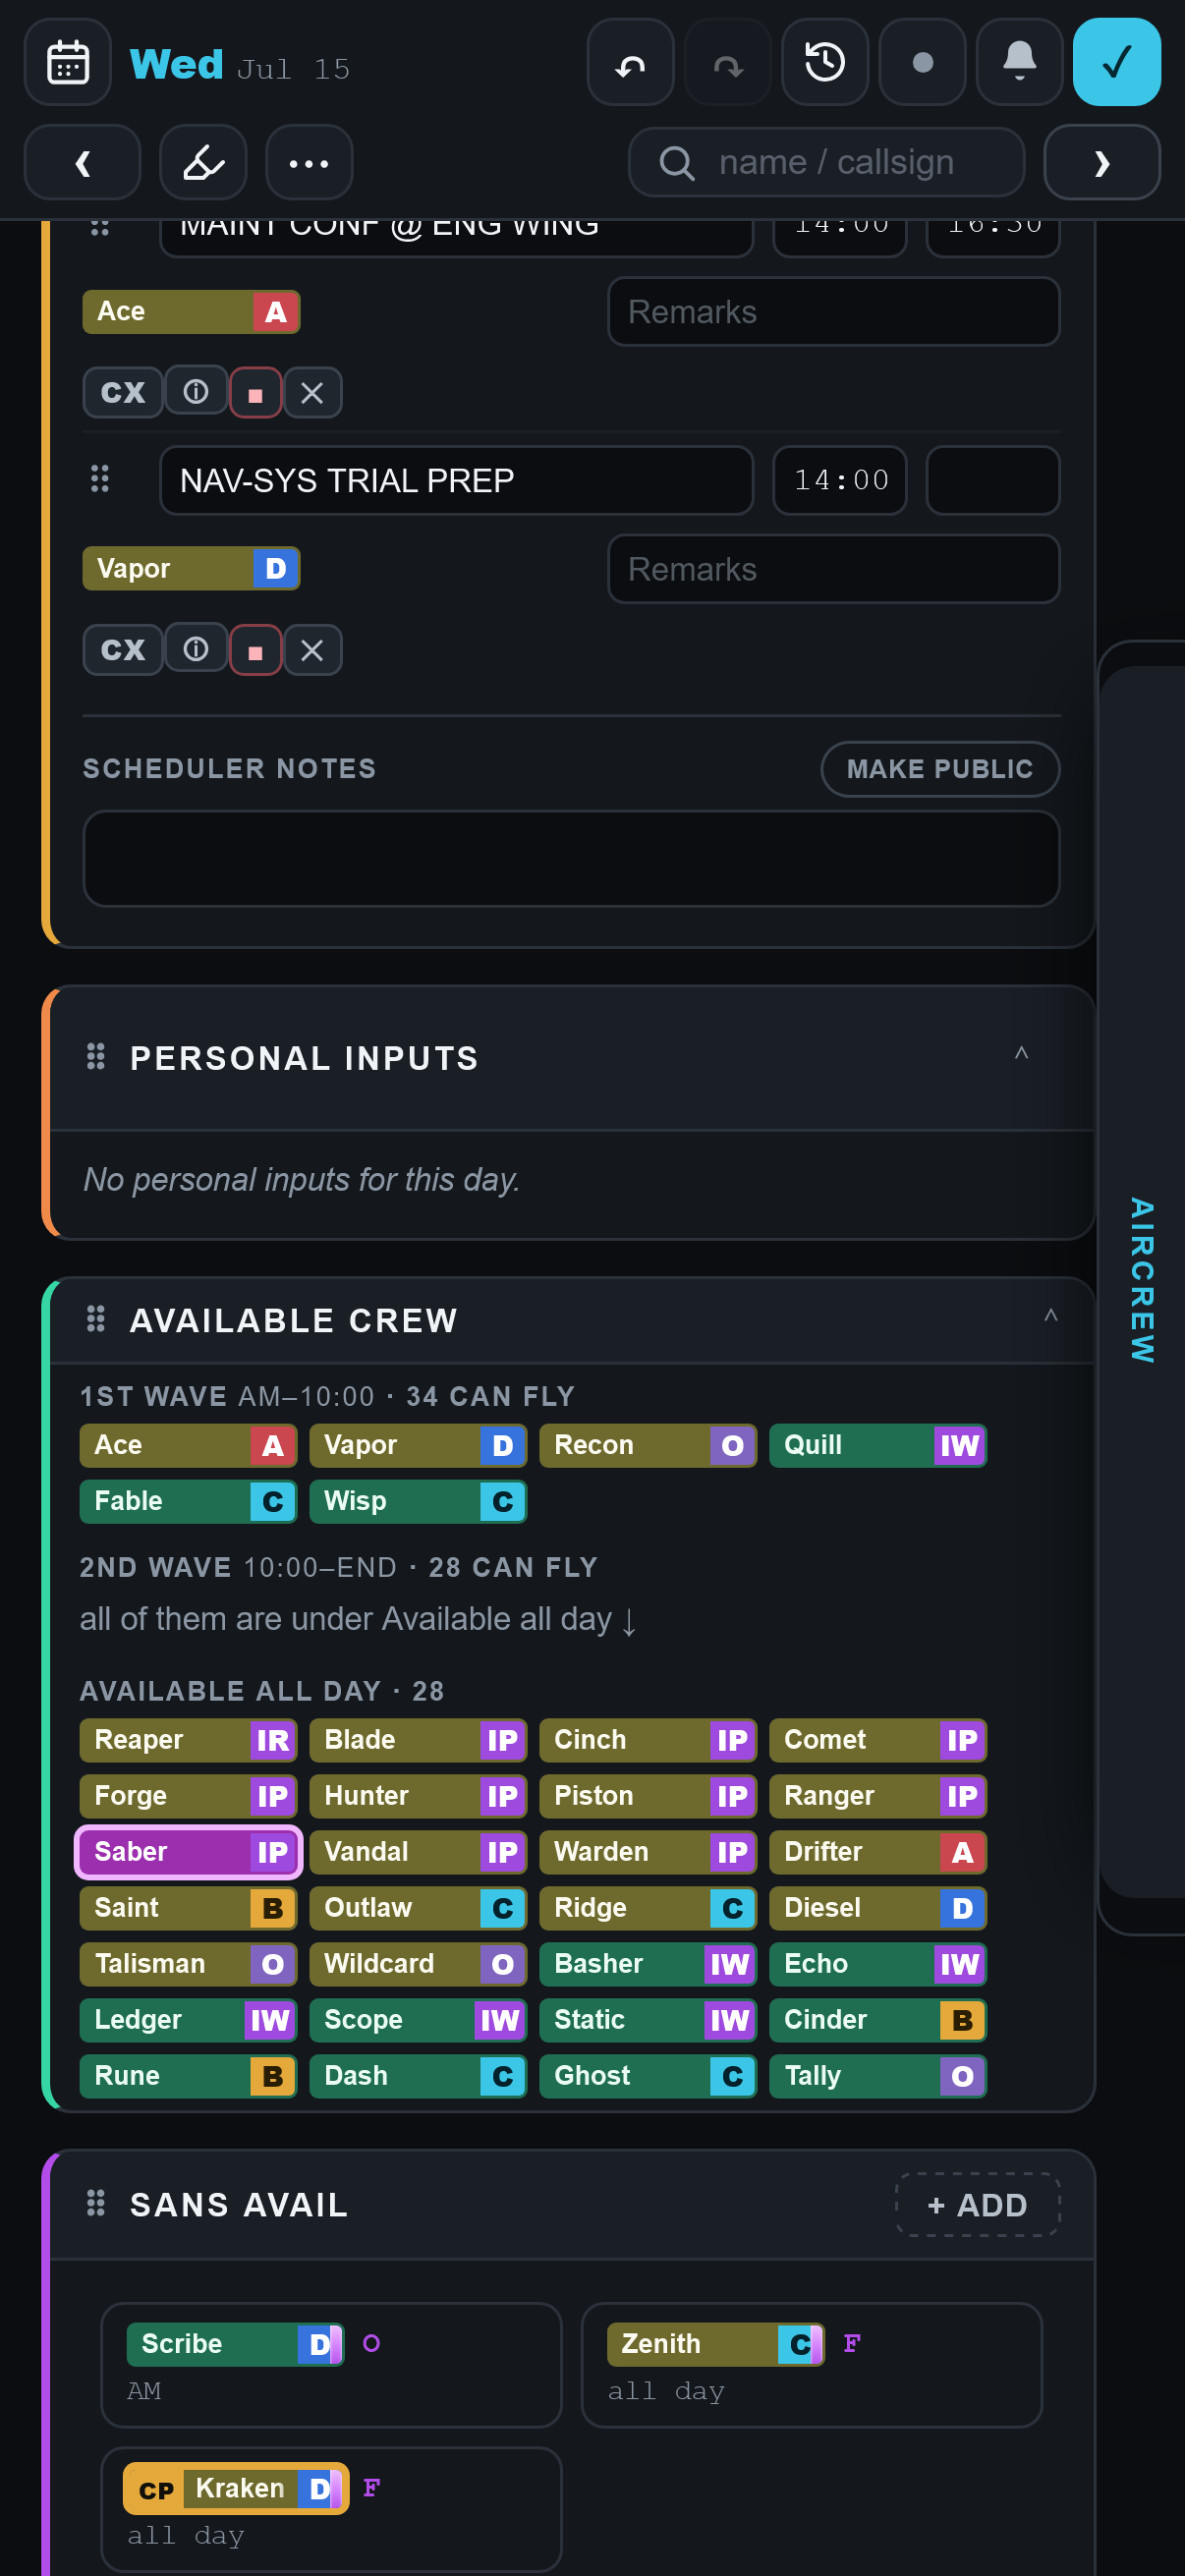 Wed Jul 15
name / callsign
MAINT CONF @ ENG WING 14:00 16:30
Ace A Remarks
CX
NAV-SYS TRIAL PREP 14:00
Vapor D Remarks
CX
SCHEDULER NOTES MAKE PUBLIC
PERSONAL INPUTS
No personal inputs for this day.
AIRCREW
AVAILABLE CREW
1ST WAVE AM–10:00 · 34 CAN FLY
Ace A Vapor D Recon O Quill IW
Fable C Wisp C
2ND WAVE 10:00–END · 28 CAN FLY
all of them are under Available all day ↓
AVAILABLE ALL DAY · 28
Reaper IR Blade IP Cinch IP Comet IP
Forge IP Hunter IP Piston IP Ranger IP
Saber IP Vandal IP Warden IP Drifter A
Saint B Outlaw C Ridge C Diesel D
Talisman O Wildcard O Basher IW Echo IW
Ledger IW Scope IW Static IW Cinder B
Rune B Dash C Ghost C Tally O
SANS AVAIL + ADD
Scribe D O Zenith C F
AM all day
CP Kraken D F
all day